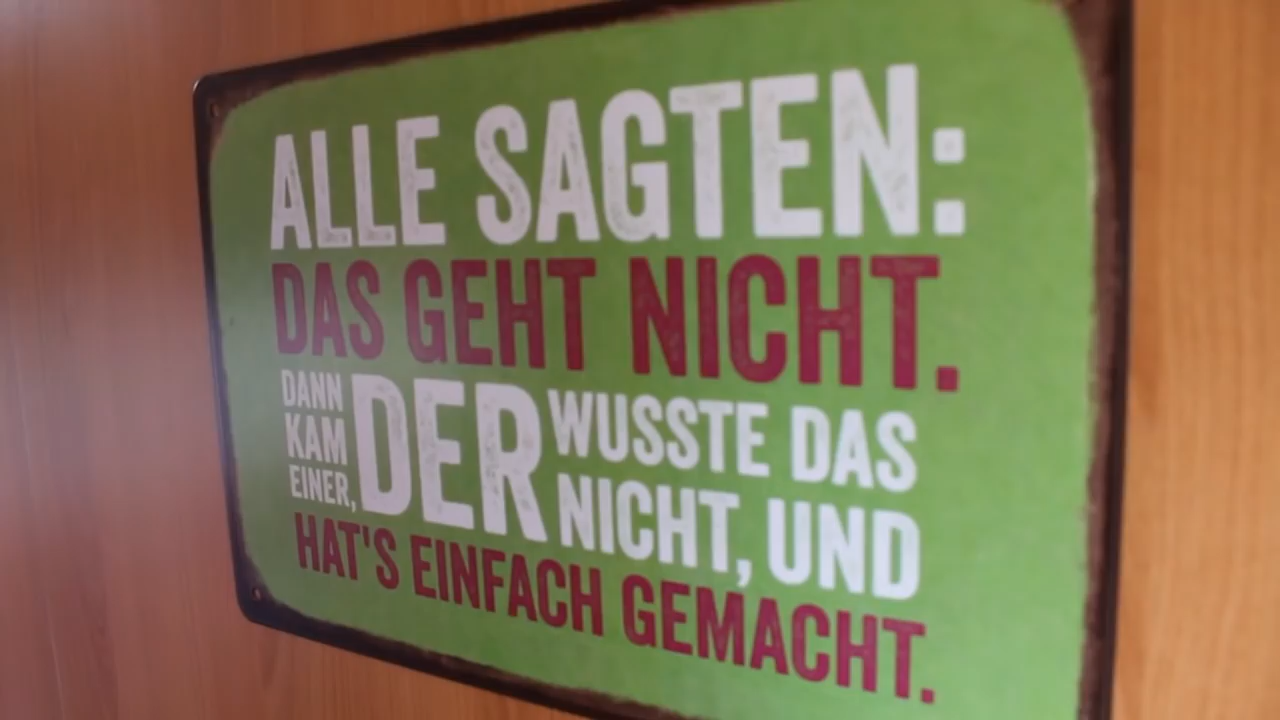 ALLE SAGTEN:
DAS GEHT NICHT.
DANN KAM EINER, DER WUSSTE DAS NICHT, UND
HAT'S EINFACH GEMACHT.